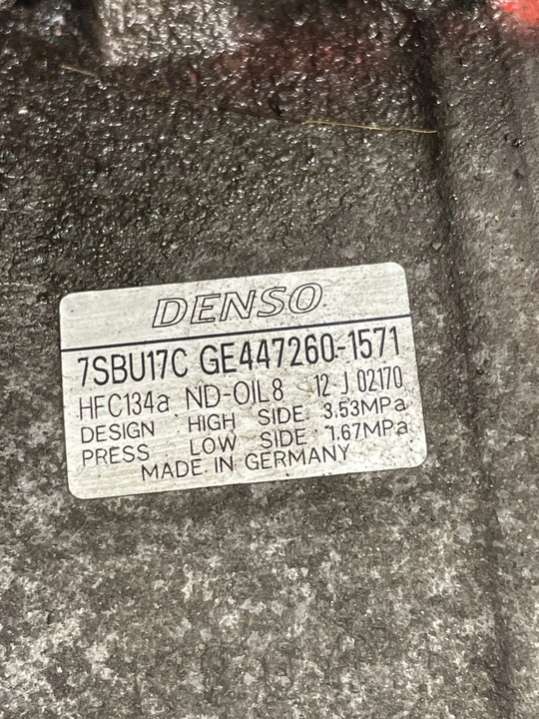 DENSO
7SBU17C GE447260-1571
HFC134a ND-OIL8 12 J 02170
DESIGN HIGH SIDE 3.53MPa
PRESS LOW SIDE 1.67MPa
MADE IN GERMANY